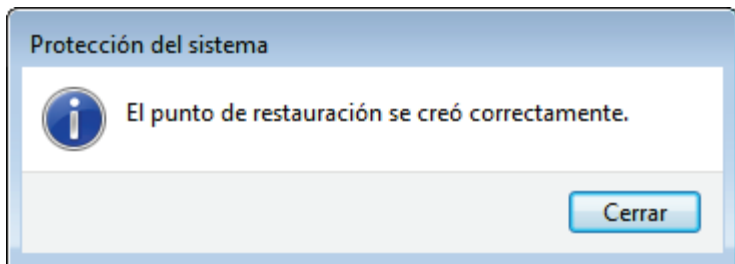 Protección del sistema
El punto de restauración se creó correctamente.
Cerrar